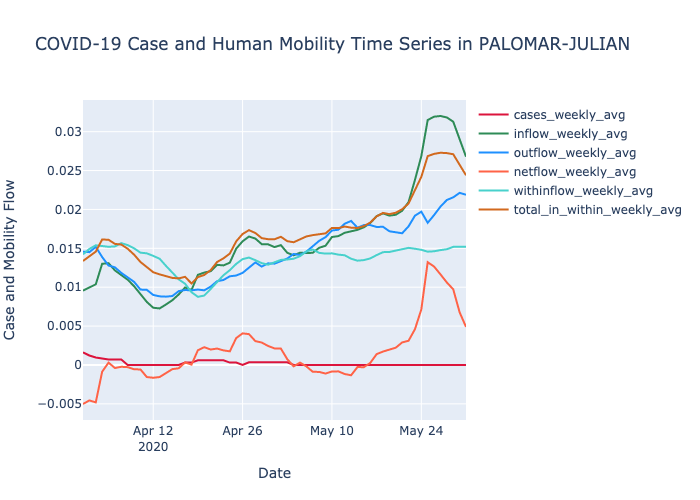 COVID-19 Case and Human Mobility Time Series in PALOMAR-JULIAN
cases_weekly_avg
inflow_weekly_avg
outflow_weekly_avg
netflow_weekly_avg
withinflow_weekly_avg
total_in_within_weekly_avg
Case and Mobility Flow
0.03
0.025
0.02
0.015
0.01
0.005
0
−0.005
Apr 12
2020
Apr 26
May 10
May 24
Date